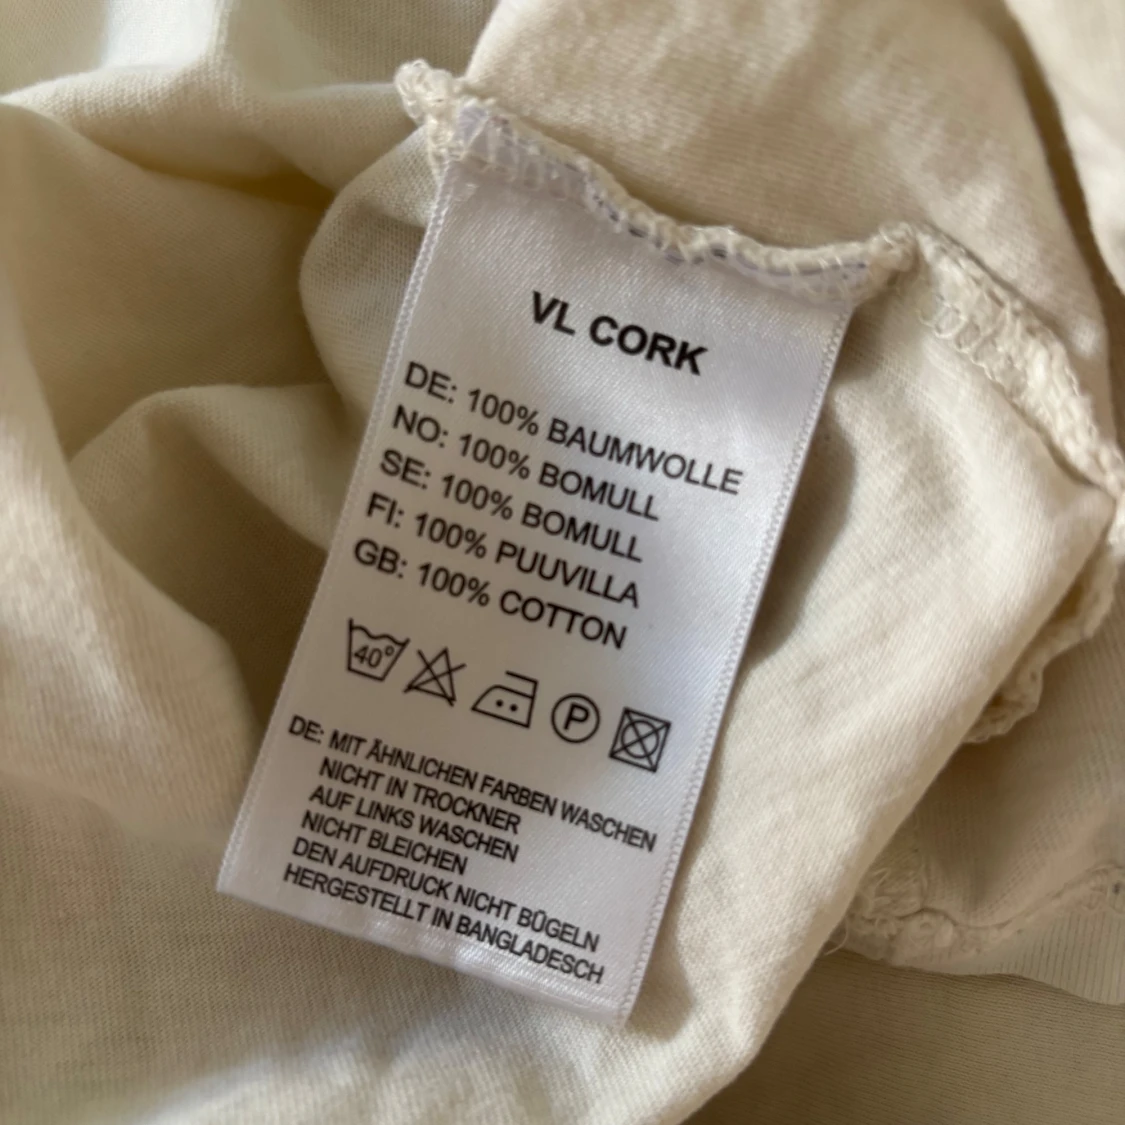 VL CORK
DE: 100% BAUMWOLLE
NO: 100% BOMULL
SE: 100% BOMULL
FI: 100% PUUVILLA
GB: 100% COTTON
40° P
DE: MIT ÄHNLICHEN FARBEN WASCHEN
NICHT IN TROCKNER
AUF LINKS WASCHEN
NICHT BLEICHEN
DEN AUFDRUCK NICHT BŪGELN
HERGESTELLT IN BANGLADESCH